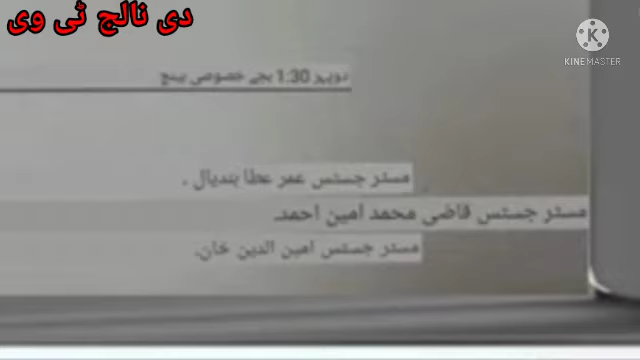 دی نالج ٹی وی
KINEMASTER
دوپہر 1:30 بجے خصوصی بینچ
مسٹر جسٹس عمر عطا بندیال .
مسٹر جسٹس قاضی محمد امین احمد.
مسٹر جسٹس امین الدین خان.